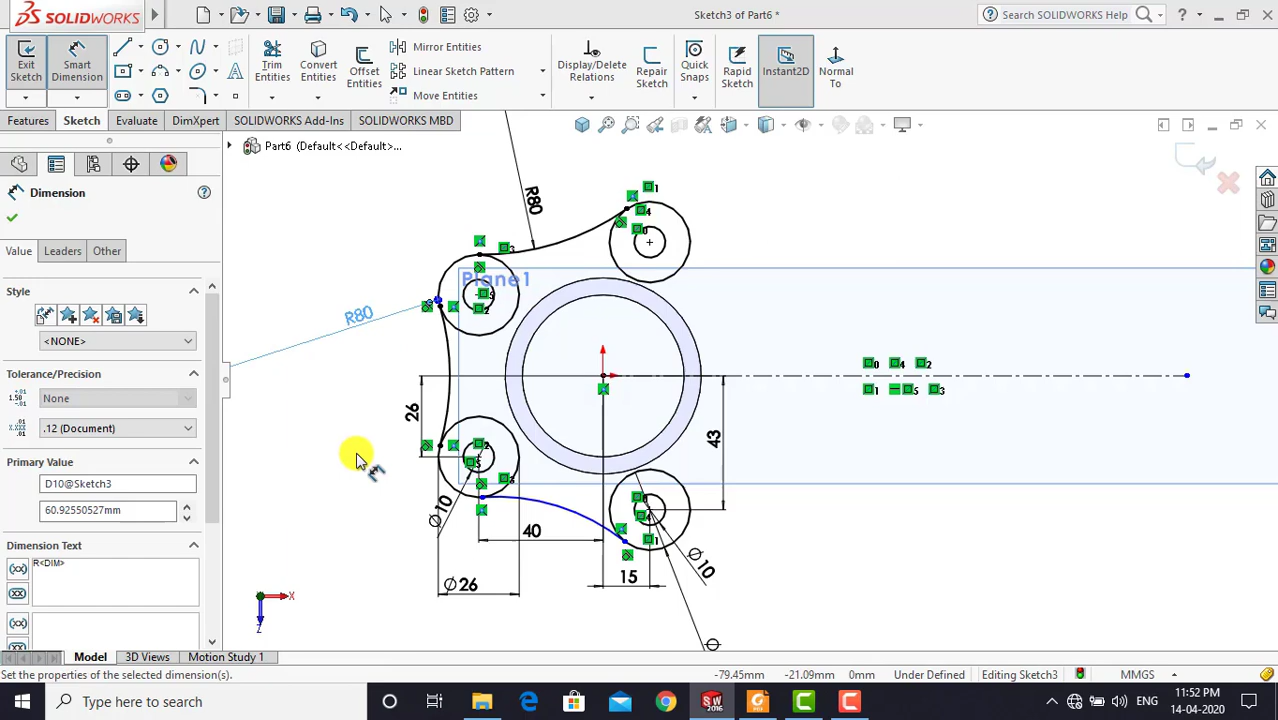 SOLIDWORKS
Sketch3 of Part6 *
Search SOLIDWORKS Help
Exit Sketch
Smart Dimension
Trim Entities
Convert Entities
Offset Entities
Mirror Entities
Linear Sketch Pattern
Move Entities
Display/Delete Relations
Repair Sketch
Quick Snaps
Rapid Sketch
Instant2D
Normal To
Features
Sketch
Evaluate
DimXpert
SOLIDWORKS Add-Ins
SOLIDWORKS MBD
Part6 (Default<<Default>...
Dimension
Value
Leaders
Other
Style
<NONE>
Tolerance/Precision
None
.12 (Document)
Primary Value
D10@Sketch3
60.92550527mm
Dimension Text
R<DIM>
R80
Plane1
R80
26
43
Ø10
40
Ø10
15
Ø26
X
Z
Model
3D Views
Motion Study 1
Set the properties of the selected dimension(s).
-79.45mm
-21.09mm
0mm
Under Defined
Editing Sketch3
MMGS
Type here to search
ENG
11:52 PM
14-04-2020